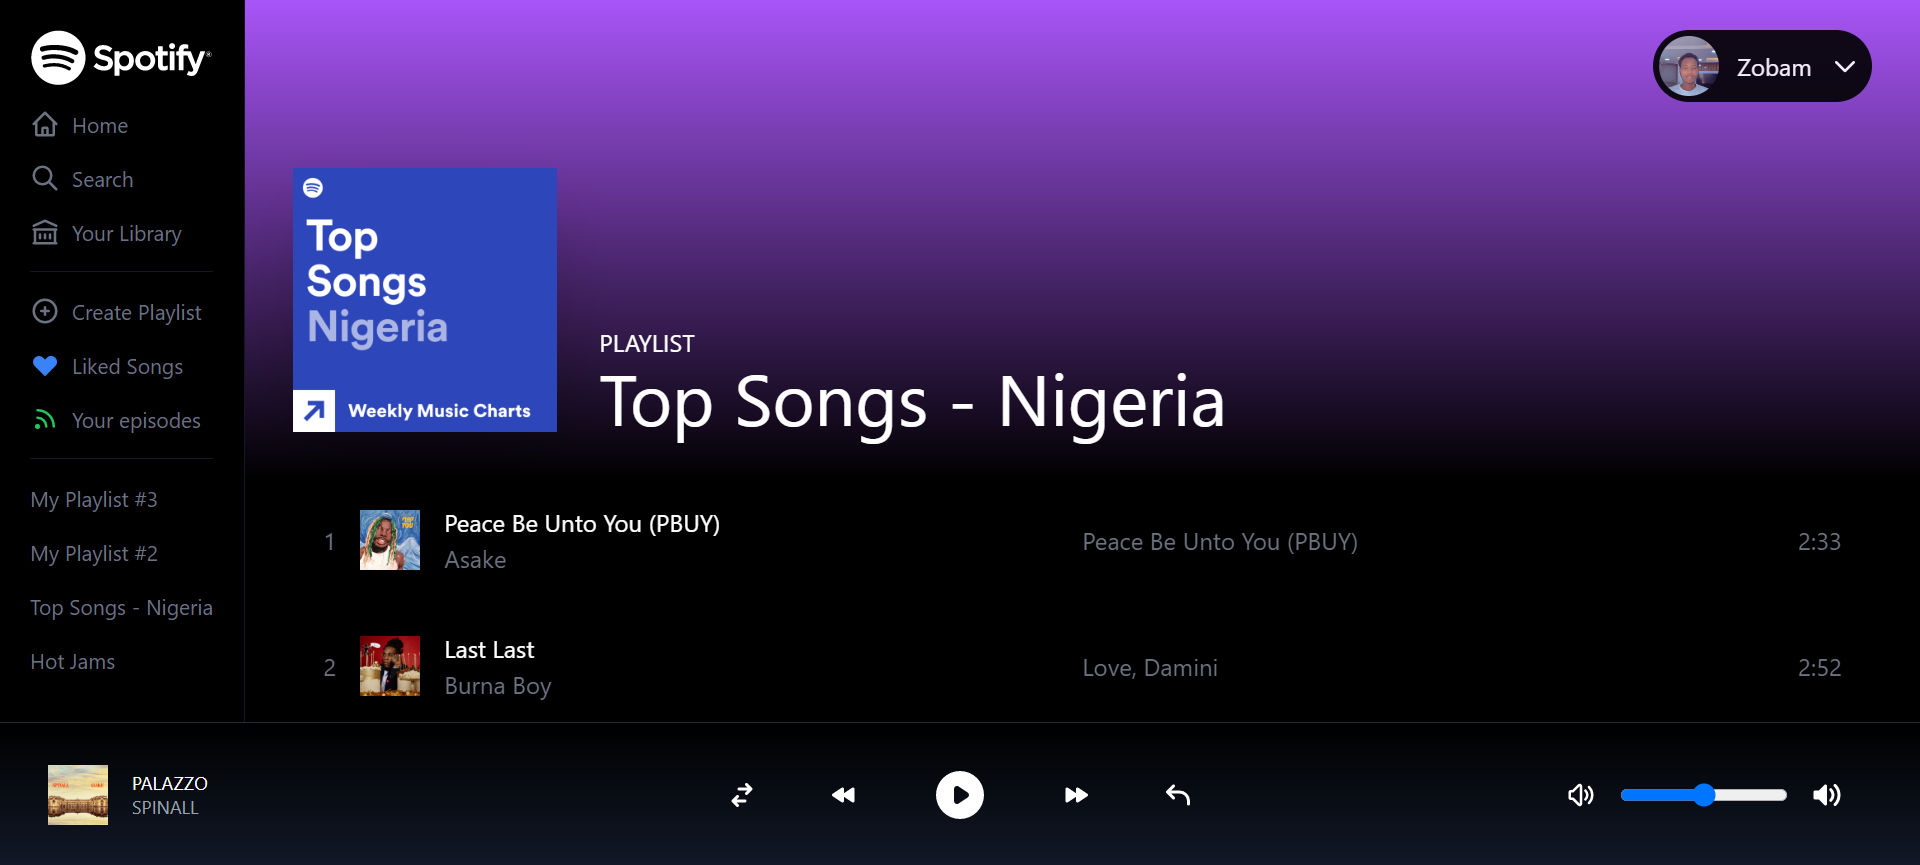 Spotify®
Home
Search
Your Library
Create Playlist
Liked Songs
Your episodes
My Playlist #3
My Playlist #2
Top Songs - Nigeria
Hot Jams
Zobam
Top
Songs
Nigeria
Weekly Music Charts
PLAYLIST
Top Songs - Nigeria
1
Peace Be Unto You (PBUY)
Asake
Peace Be Unto You (PBUY)
2:33
2
Last Last
Burna Boy
Love, Damini
2:52
PALAZZO
SPINALL